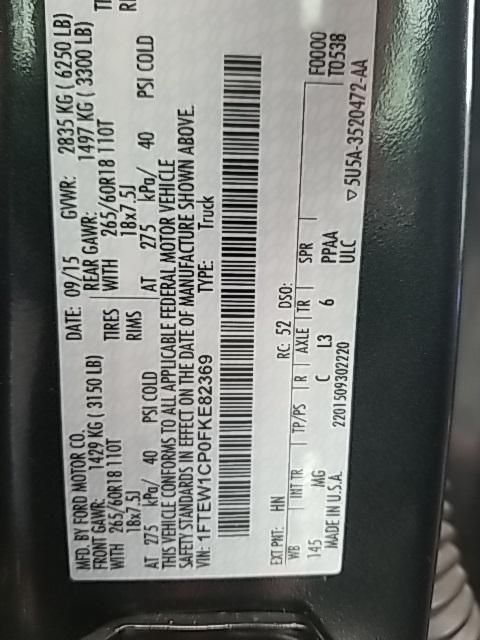 MFD. BY FORD MOTOR CO. DATE: 09/15 GVWR: 2835 KG ( 6250 LB)
FRONT GAWR: 1429 KG ( 3150 LB) REAR GAWR: 1497 KG ( 3300 LB)
WITH 265/60R18 110T TIRES WITH 265/60R18 110T
18x7.5J RIMS 18x7.5J
AT 275 kPa/ 40 PSI COLD AT 275 kPa/ 40 PSI COLD
THIS VEHICLE CONFORMS TO ALL APPLICABLE FEDERAL MOTOR VEHICLE
SAFETY STANDARDS IN EFFECT ON THE DATE OF MANUFACTURE SHOWN ABOVE.
VIN: 1FTEW1CP0FKE82369 TYPE: Truck
F0000
T0538
EXT PNT: HN RC: 52 DSO:
WB INT TR TP/PS R AXLE TR SPR
145 MG C L3 6 PPAA
ULC
MADE IN U.S.A. 2201509302220 ▽5U5A-3520472-AA